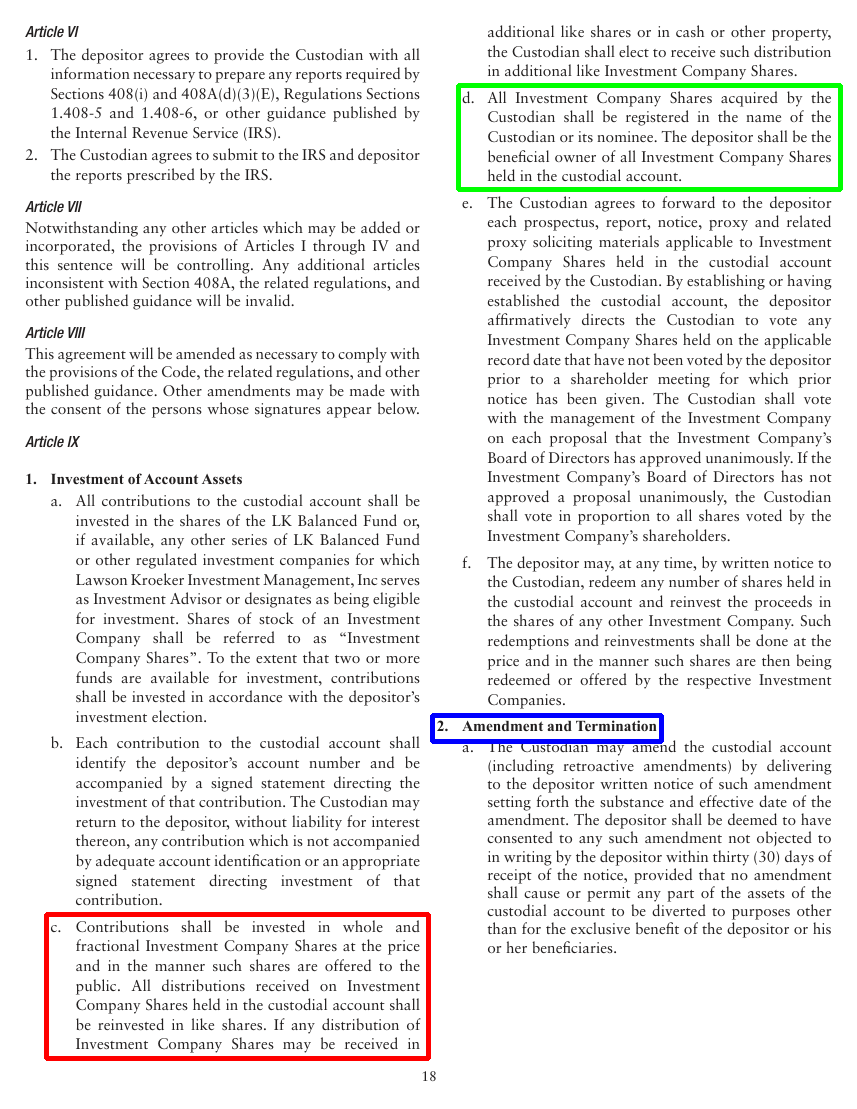 Article VI
1. The depositor agrees to provide the Custodian with all
information necessary to prepare any reports required by
Sections 408(i) and 408A(d)(3)(E), Regulations Sections
1.408-5 and 1.408-6, or other guidance published by
the Internal Revenue Service (IRS).
2. The Custodian agrees to submit to the IRS and depositor
the reports prescribed by the IRS.
Article VII
Notwithstanding any other articles which may be added or
incorporated, the provisions of Articles I through IV and
this sentence will be controlling. Any additional articles
inconsistent with Section 408A, the related regulations, and
other published guidance will be invalid.
Article VIII
This agreement will be amended as necessary to comply with
the provisions of the Code, the related regulations, and other
published guidance. Other amendments may be made with
the consent of the persons whose signatures appear below.
Article IX
1. Investment of Account Assets
a. All contributions to the custodial account shall be
invested in the shares of the LK Balanced Fund or,
if available, any other series of LK Balanced Fund
or other regulated investment companies for which
Lawson Kroeker Investment Management, Inc serves
as Investment Advisor or designates as being eligible
for investment. Shares of stock of an Investment
Company shall be referred to as “Investment
Company Shares”. To the extent that two or more
funds are available for investment, contributions
shall be invested in accordance with the depositor’s
investment election.
b. Each contribution to the custodial account shall
identify the depositor’s account number and be
accompanied by a signed statement directing the
investment of that contribution. The Custodian may
return to the depositor, without liability for interest
thereon, any contribution which is not accompanied
by adequate account identification or an appropriate
signed statement directing investment of that
contribution.
c. Contributions shall be invested in whole and
fractional Investment Company Shares at the price
and in the manner such shares are offered to the
public. All distributions received on Investment
Company Shares held in the custodial account shall
be reinvested in like shares. If any distribution of
Investment Company Shares may be received in
additional like shares or in cash or other property,
the Custodian shall elect to receive such distribution
in additional like Investment Company Shares.
d. All Investment Company Shares acquired by the
Custodian shall be registered in the name of the
Custodian or its nominee. The depositor shall be the
beneficial owner of all Investment Company Shares
held in the custodial account.
e. The Custodian agrees to forward to the depositor
each prospectus, report, notice, proxy and related
proxy soliciting materials applicable to Investment
Company Shares held in the custodial account
received by the Custodian. By establishing or having
established the custodial account, the depositor
affirmatively directs the Custodian to vote any
Investment Company Shares held on the applicable
record date that have not been voted by the depositor
prior to a shareholder meeting for which prior
notice has been given. The Custodian shall vote
with the management of the Investment Company
on each proposal that the Investment Company’s
Board of Directors has approved unanimously. If the
Investment Company’s Board of Directors has not
approved a proposal unanimously, the Custodian
shall vote in proportion to all shares voted by the
Investment Company’s shareholders.
f. The depositor may, at any time, by written notice to
the Custodian, redeem any number of shares held in
the custodial account and reinvest the proceeds in
the shares of any other Investment Company. Such
redemptions and reinvestments shall be done at the
price and in the manner such shares are then being
redeemed or offered by the respective Investment
Companies.
2. Amendment and Termination
a. The Custodian may amend the custodial account
(including retroactive amendments) by delivering
to the depositor written notice of such amendment
setting forth the substance and effective date of the
amendment. The depositor shall be deemed to have
consented to any such amendment not objected to
in writing by the depositor within thirty (30) days of
receipt of the notice, provided that no amendment
shall cause or permit any part of the assets of the
custodial account to be diverted to purposes other
than for the exclusive benefit of the depositor or his
or her beneficiaries.
18